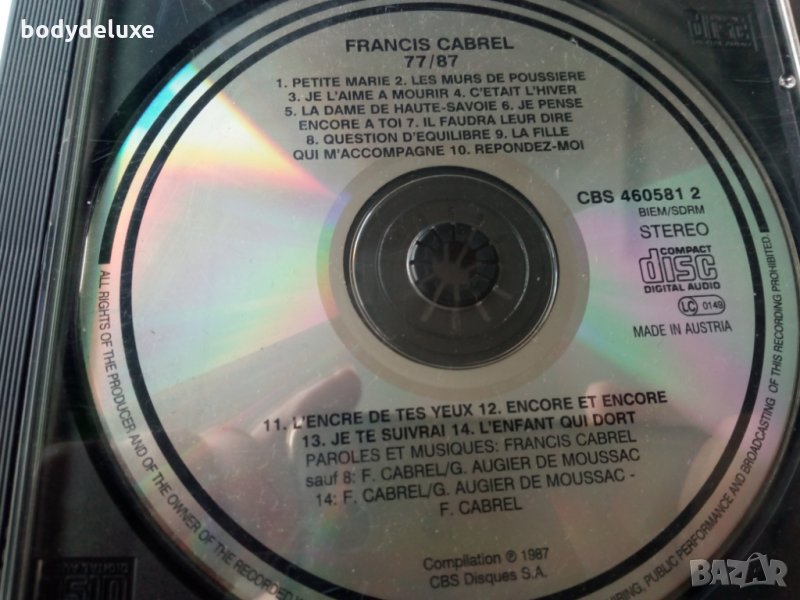 bodydeluxe
FRANCIS CABREL
77/87
1. PETITE MARIE 2. LES MURS DE POUSSIERE
3. JE L'AIME A MOURIR 4. C'ETAIT L'HIVER
5. LA DAME DE HAUTE-SAVOIE 6. JE PENSE
ENCORE A TOI 7. IL FAUDRA LEUR DIRE
8. QUESTION D'EQUILIBRE 9. LA FILLE
QUI M'ACCOMPAGNE 10. REPONDEZ-MOI
CBS 460581 2
BIEM/SDRM
STEREO
COMPACT
disc
DIGITAL AUDIO
LC 0149
MADE IN AUSTRIA
11. L'ENCRE DE TES YEUX 12. ENCORE ET ENCORE
13. JE TE SUIVRAI 14. L'ENFANT QUI DORT
PAROLES ET MUSIQUES: FRANCIS CABREL
sauf 8: F. CABREL/G. AUGIER DE MOUSSAC
14: F. CABREL/G. AUGIER DE MOUSSAC -
F. CABREL
Compilation ℗ 1987
CBS Disques S.A.
ALL RIGHTS OF THE PRODUCER AND OF THE OWNER OF THE RECORDED
PUBLIC PERFORMANCE AND BROADCASTING OF THIS RECORDING PROHIBITED.
BAZAR